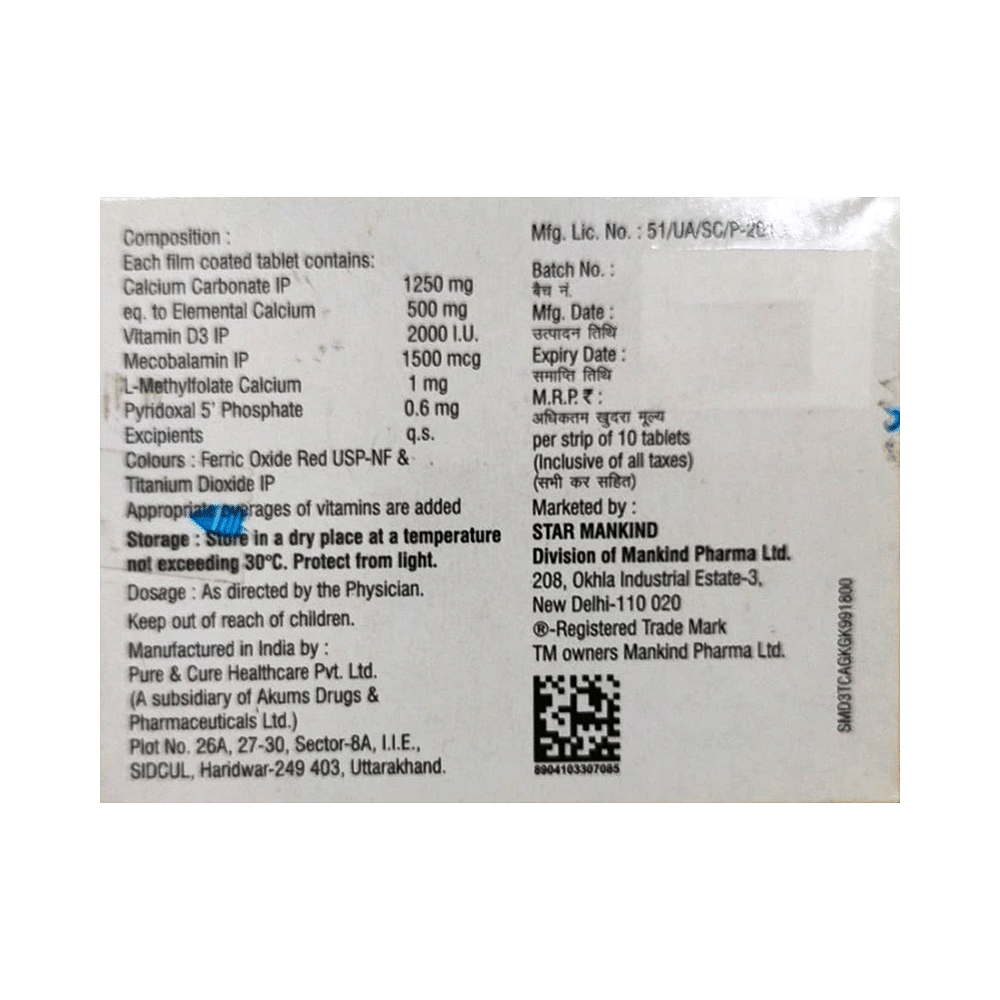 Composition :
Each film coated tablet contains:
Calcium Carbonate IP 1250 mg
eq. to Elemental Calcium 500 mg
Vitamin D3 IP 2000 I.U.
Mecobalamin IP 1500 mcg
L-Methylfolate Calcium 1 mg
Pyridoxal 5' Phosphate 0.6 mg
Excipients q.s.
Colours : Ferric Oxide Red USP-NF &
Titanium Dioxide IP
Appropriate overages of vitamins are added
Storage : Store in a dry place at a temperature
not exceeding 30°C. Protect from light.
Dosage : As directed by the Physician.
Keep out of reach of children.
Manufactured in India by :
Pure & Cure Healthcare Pvt. Ltd.
(A subsidiary of Akums Drugs &
Pharmaceuticals Ltd.)
Plot No. 26A, 27-30, Sector-8A, I.I.E.,
SIDCUL, Haridwar-249 403, Uttarakhand.
Mfg. Lic. No. :
Batch No. :
बैच नं.
Mfg. Date :
उत्पादन तिथि
Expiry Date :
समाप्ति तिथि
M.R.P. ₹ :
अधिकतम खुदरा मूल्य
per strip of 10 tablets
(Inclusive of all taxes)
(सभी कर सहित)
Marketed by :
STAR MANKIND
Division of Mankind Pharma Ltd.
208, Okhla Industrial Estate-3,
New Delhi-110 020
®-Registered Trade Mark
TM owners Mankind Pharma Ltd.
8904103307085
SMD3TCAGKGK991800